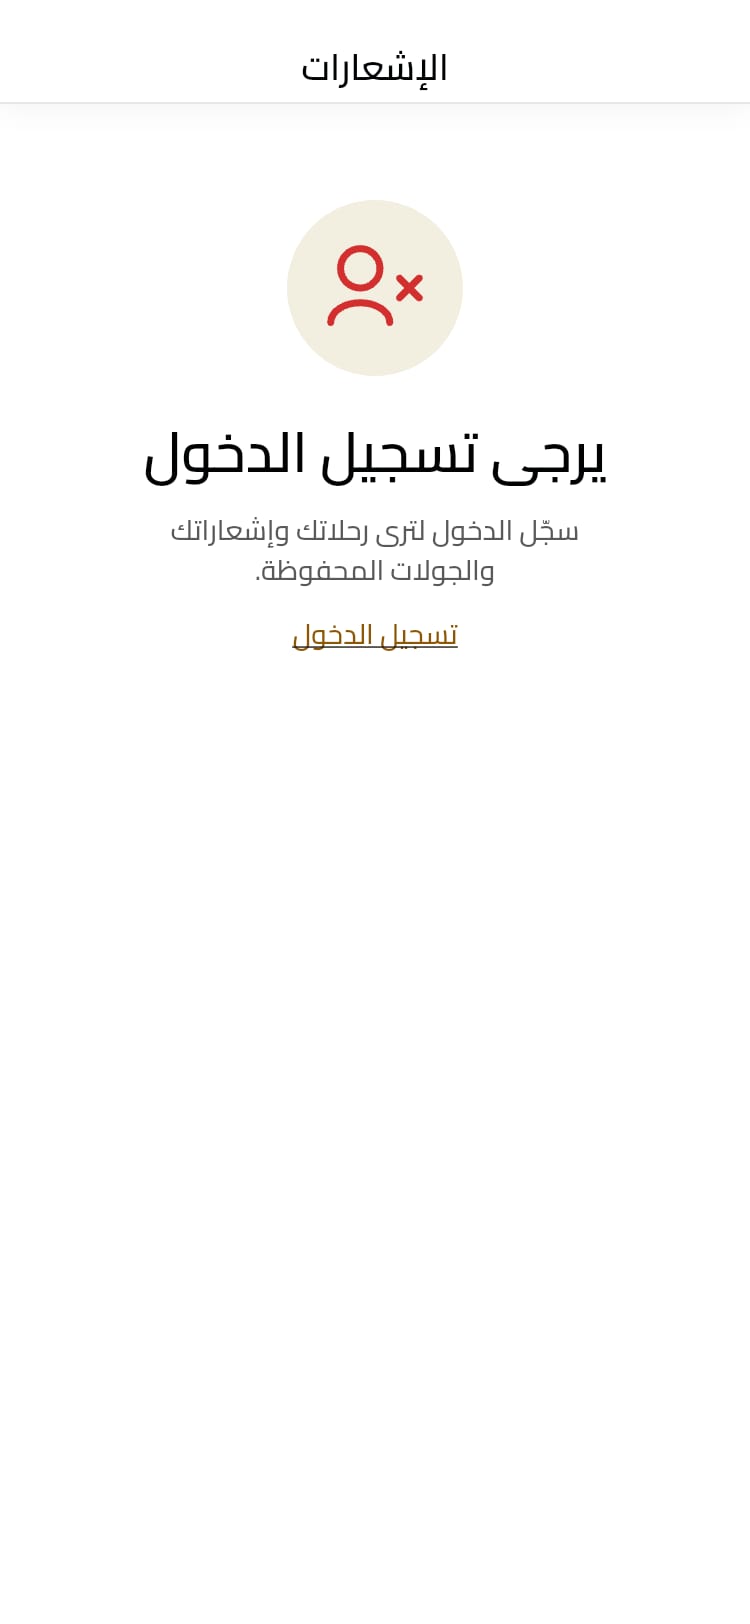 الإشعارات
يرجى تسجيل الدخول
سجّل الدخول لترى رحلاتك وإشعاراتك
والجولات المحفوظة.
تسجيل الدخول